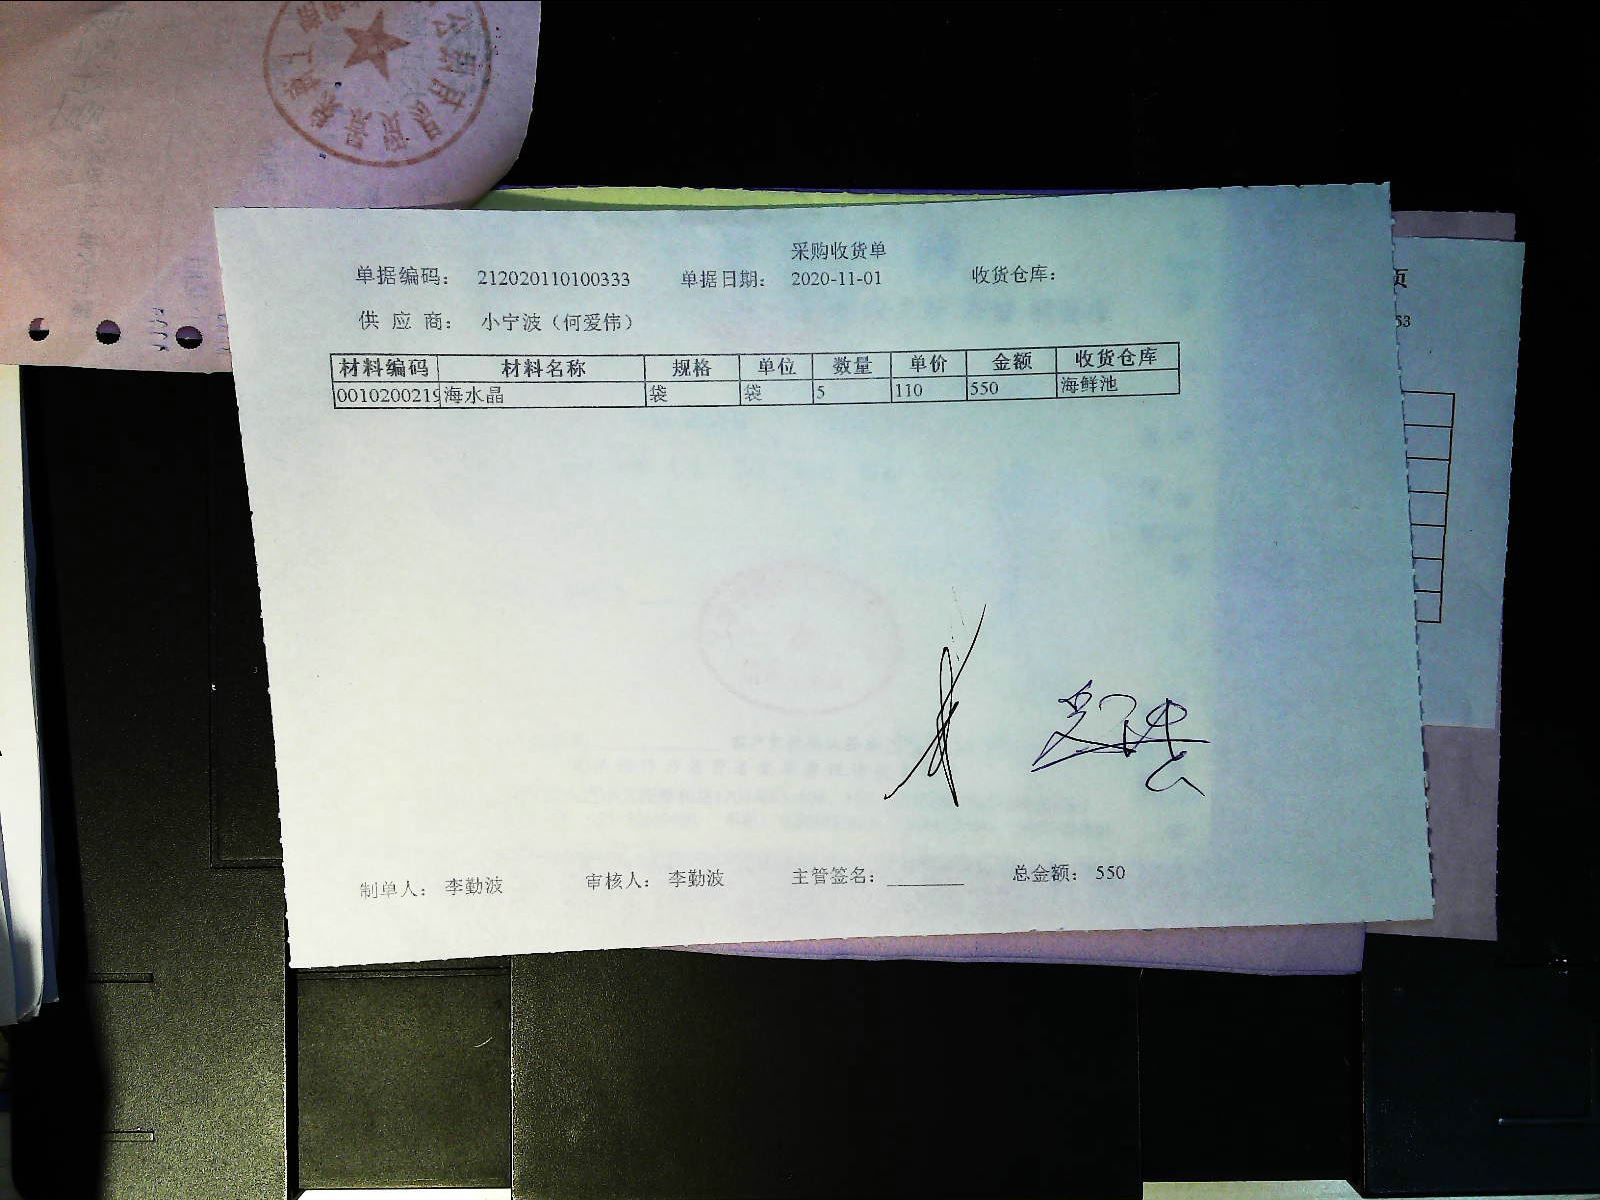 采购收货单
单据编码： 212020110100333 单据日期： 2020-11-01 收货仓库：
供 应 商： 小宁波（何爱伟）
材料编码 材料名称 规格 单位 数量 单价 金额 收货仓库
0010200219 海水晶 袋 袋 5 110 550 海鲜池
制单人： 李勤波 审核人： 李勤波 主管签名：________ 总金额： 550
页
53